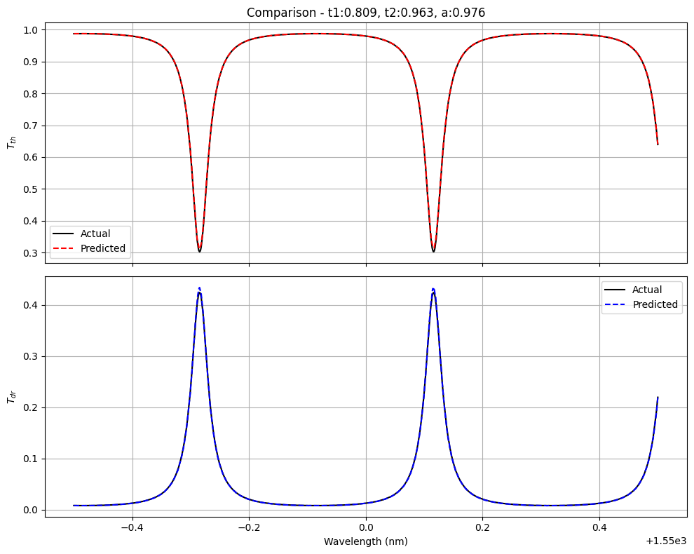 Comparison - t1:0.809, t2:0.963, a:0.976
1.0
0.9
0.8
0.7
0.6
0.5
0.4
0.3
T_th
Actual
Predicted
0.4
0.3
0.2
0.1
0.0
T_dr
Actual
Predicted
−0.4 −0.2 0.0 0.2 0.4
Wavelength (nm)
+1.55e3